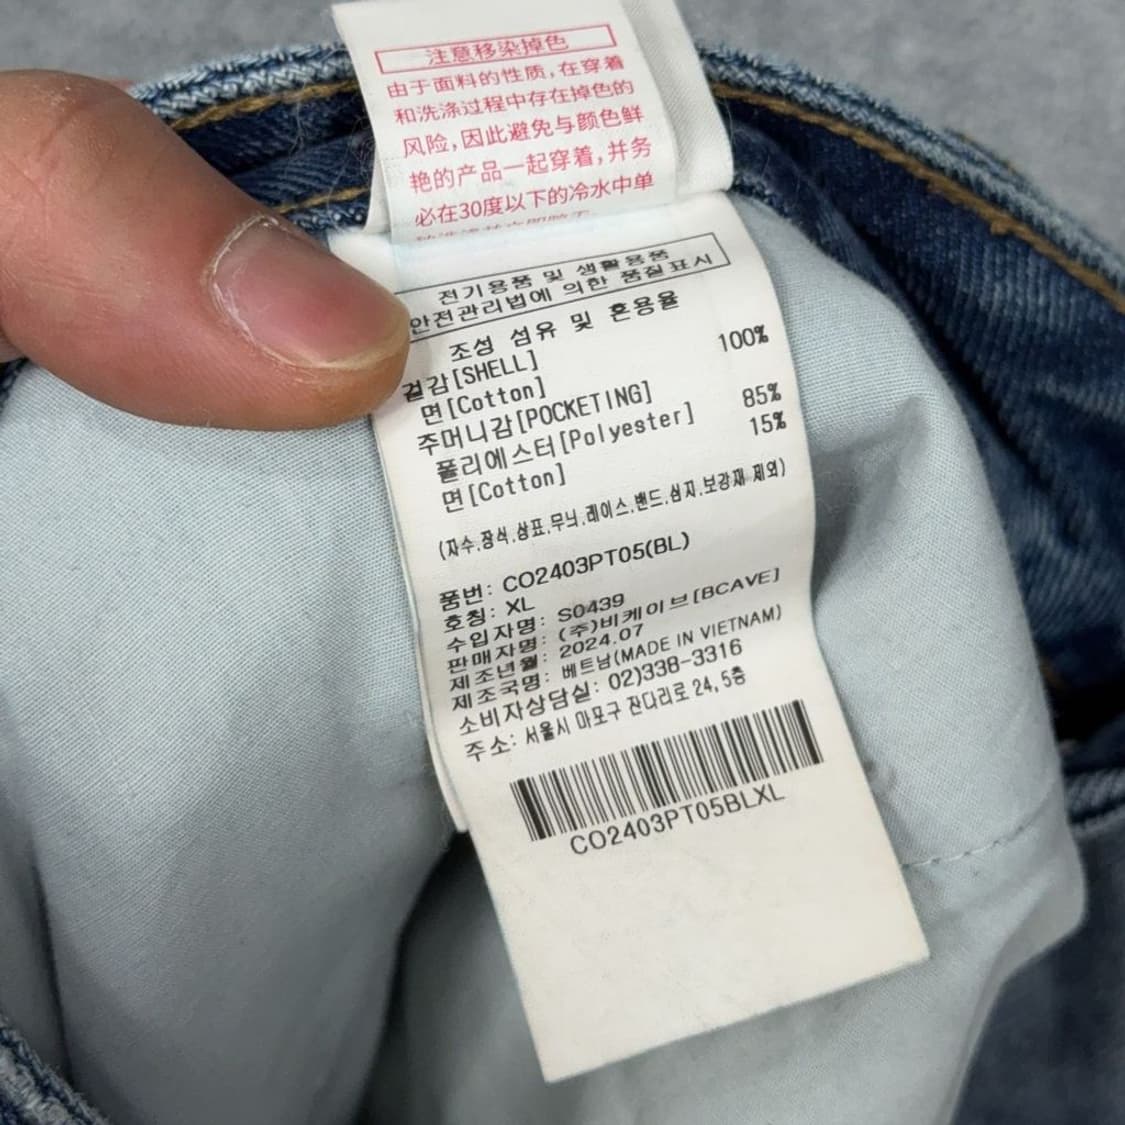 注意移染掉色
由于面料的性质,在穿着
和洗涤过程中存在掉色的
风险,因此避免与颜色鲜
艳的产品一起穿着,并务
必在30度以下的冷水中单
전기용품 및 생활용품
안전관리법에 의한 품질표시
조성 섬유 및 혼용율
겉감[SHELL]
면[Cotton] 100%
주머니감[POCKETING]
폴리에스터[Polyester] 85%
면[Cotton] 15%
(자수.장식.상표.무늬.레이스.밴드.심지.보강재 제외)
품번: CO2403PT05(BL)
호칭: XL
수입자명: SO439
판매자명: (주)비케이브[BCAVE]
제조년월: 2024.07
제조국명: 베트남(MADE IN VIETNAM)
소비자상담실: 02)338-3316
주소: 서울시 마포구 잔다리로 24, 5층
CO2403PT05BLXL